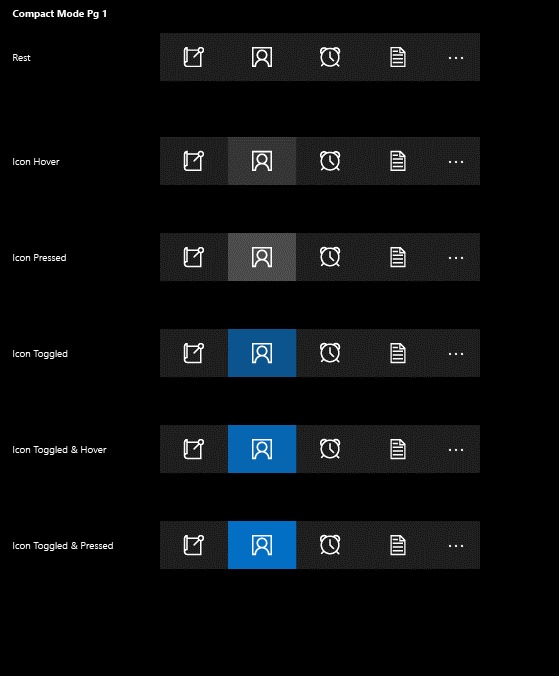 Compact Mode Pg 1
Rest
Icon Hover
Icon Pressed
Icon Toggled
Icon Toggled & Hover
Icon Toggled & Pressed